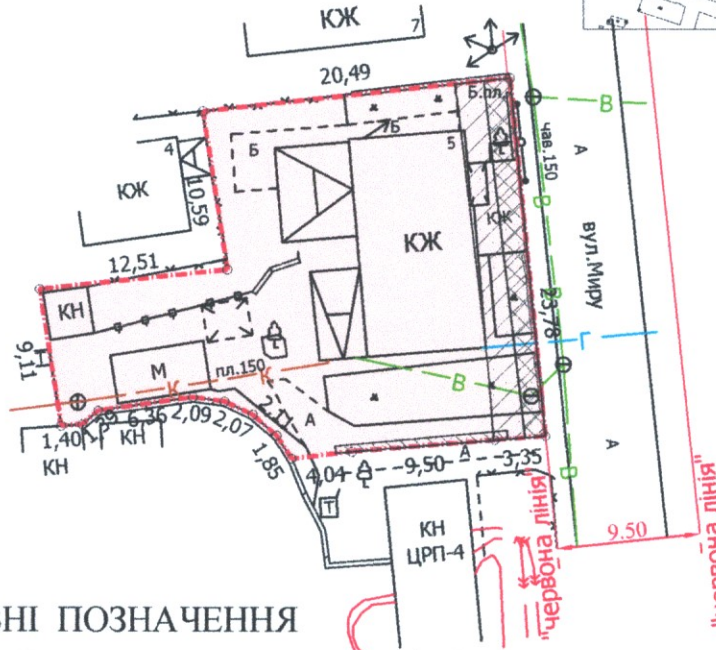 КЖ
7
20,49
Б.пл.
В
чав.150
А
4
Б
7Б
5
КЖ
10,59
КЖ
КЖ
вул.Миру
12,51
КН
23,78
Г
9,11
М
пл.150
К
К
В
В
2,09
2,07
А
6,36
1,40
КН
КН
1,85
4,04
9,50
А
3,35
А
В
Т
КН
ЦРП-4
9.50
"червона лінія"
"червона лінія"
НІ ПОЗНАЧЕННЯ